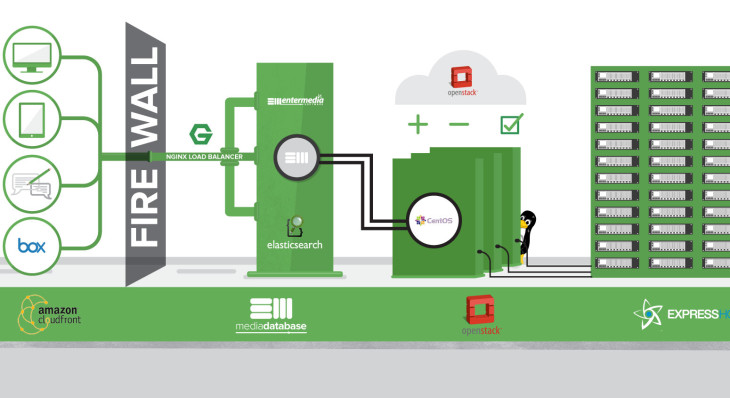 box
FIRE WALL
NGINX LOAD BALANCER
entermedia
elasticsearch
openstack
CentOS
amazon
cloudfront
mediadatabase
openstack
EXPRESS